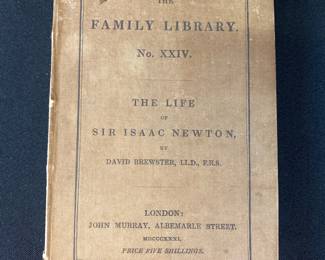 THE
FAMILY LIBRARY.
No. XXIV.
THE LIFE
OF
SIR ISAAC NEWTON,
BY
DAVID BREWSTER, LL.D., F.R.S.
LONDON:
JOHN MURRAY, ALBEMARLE STREET.
MDCCCXXXI.
PRICE FIVE SHILLINGS.